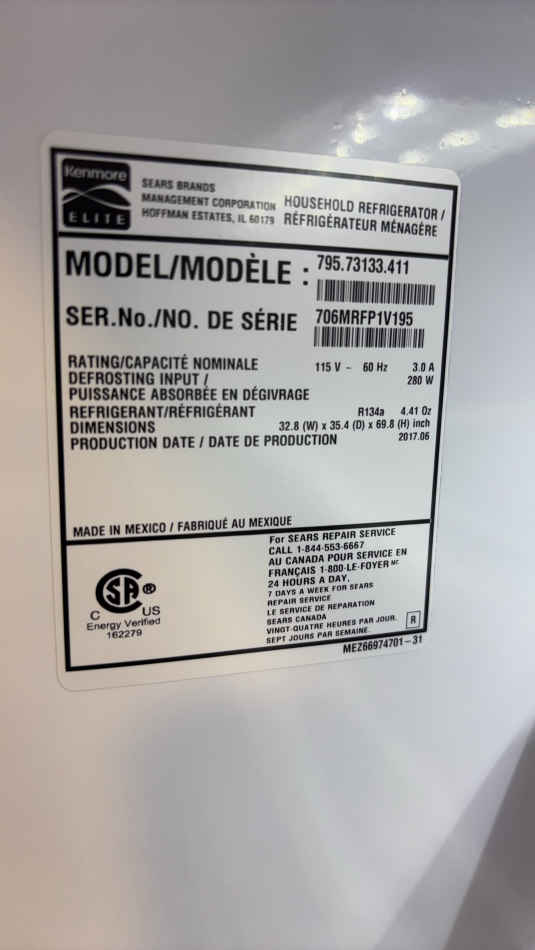 Kenmore
ELITE
SEARS BRANDS
MANAGEMENT CORPORATION
HOFFMAN ESTATES, IL 60179
HOUSEHOLD REFRIGERATOR /
RÉFRIGÉRATEUR MÉNAGÈRE
MODEL/MODÈLE : 795.73133.411
SER.No./NO. DE SÉRIE 706MRFP1V195
RATING/CAPACITÉ NOMINALE 115 V ~ 60 Hz 3.0 A
DEFROSTING INPUT / 280 W
PUISSANCE ABSORBÉE EN DÉGIVRAGE
REFRIGERANT/RÉFRIGÉRANT R134a 4.41 Oz
DIMENSIONS 32.8 (W) x 35.4 (D) x 69.8 (H) inch
PRODUCTION DATE / DATE DE PRODUCTION 2017.06
MADE IN MEXICO / FABRIQUÉ AU MEXIQUE
SA ®
C US
Energy Verified
162279
For SEARS REPAIR SERVICE
CALL 1-844-553-6667
AU CANADA POUR SERVICE EN
FRANÇAIS 1-800-LE-FOYER MC
24 HOURS A DAY,
7 DAYS A WEEK FOR SEARS
REPAIR SERVICE
LE SERVICE DE REPARATION
SEARS CANADA
VINGT-QUATRE HEURES PAR JOUR.
SEPT JOURS PAR SEMAINE.
R
MEZ66974701-31